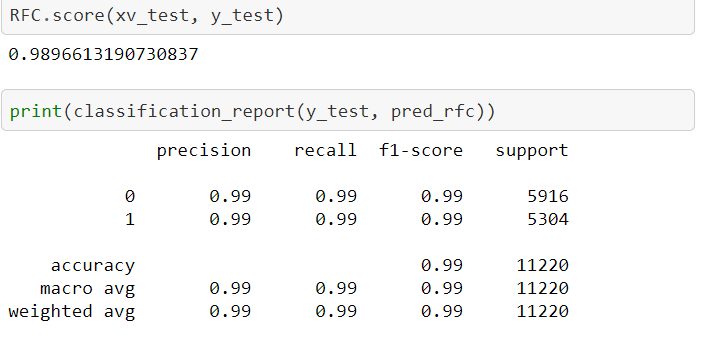 RFC.score(xv_test, y_test)
0.9896613190730837
print(classification_report(y_test, pred_rfc))
precision recall f1-score support
0 0.99 0.99 0.99 5916
1 0.99 0.99 0.99 5304
accuracy 0.99 11220
macro avg 0.99 0.99 0.99 11220
weighted avg 0.99 0.99 0.99 11220